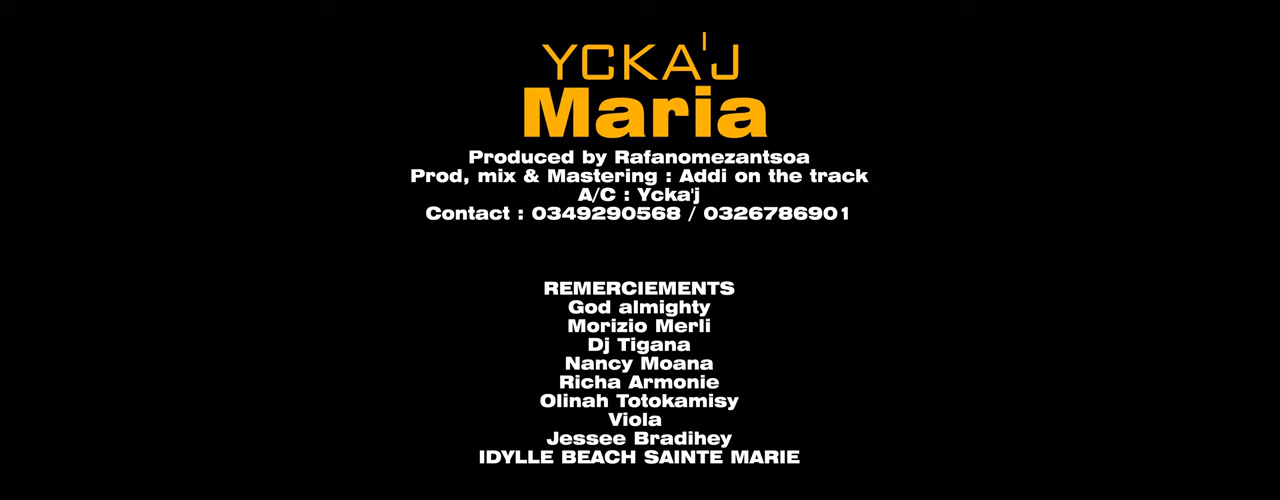 YCKA'J
Maria
Produced by Rafanomezantsoa
Prod, mix & Mastering : Addi on the track
A/C : Ycka'j
Contact : 0349290568 / 0326786901
REMERCIEMENTS
God almighty
Morizio Merli
Dj Tigana
Nancy Moana
Richa Armonie
Olinah Totokamisy
Viola
Jessee Bradihey
IDYLLE BEACH SAINTE MARIE